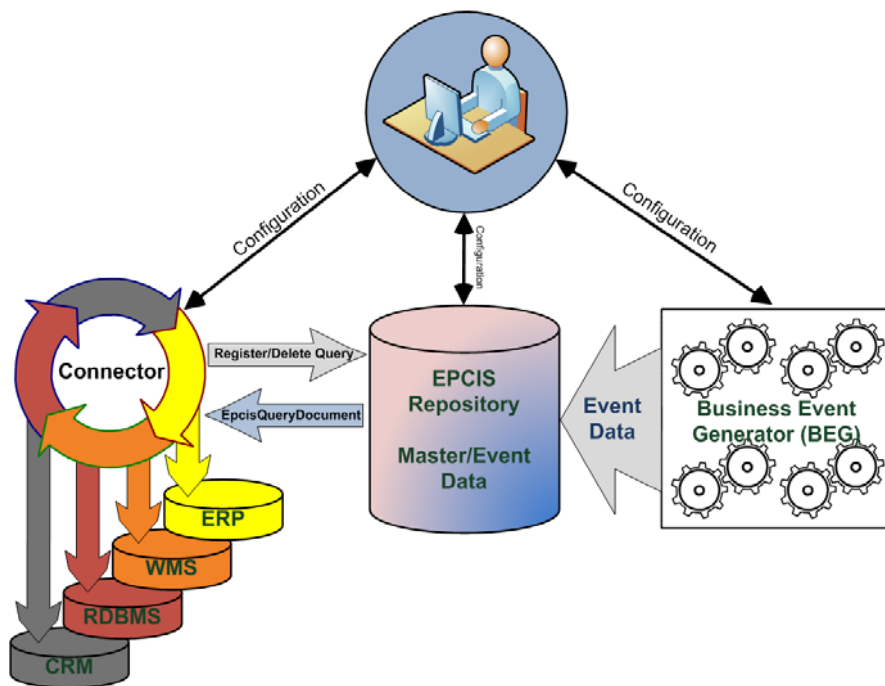 Configuration
Configuration
Configuration
Connector
Register/Delete Query
EpcisQueryDocument
EPCIS
Repository
Master/Event
Data
Event
Data
Business Event
Generator (BEG)
ERP
WMS
RDBMS
CRM